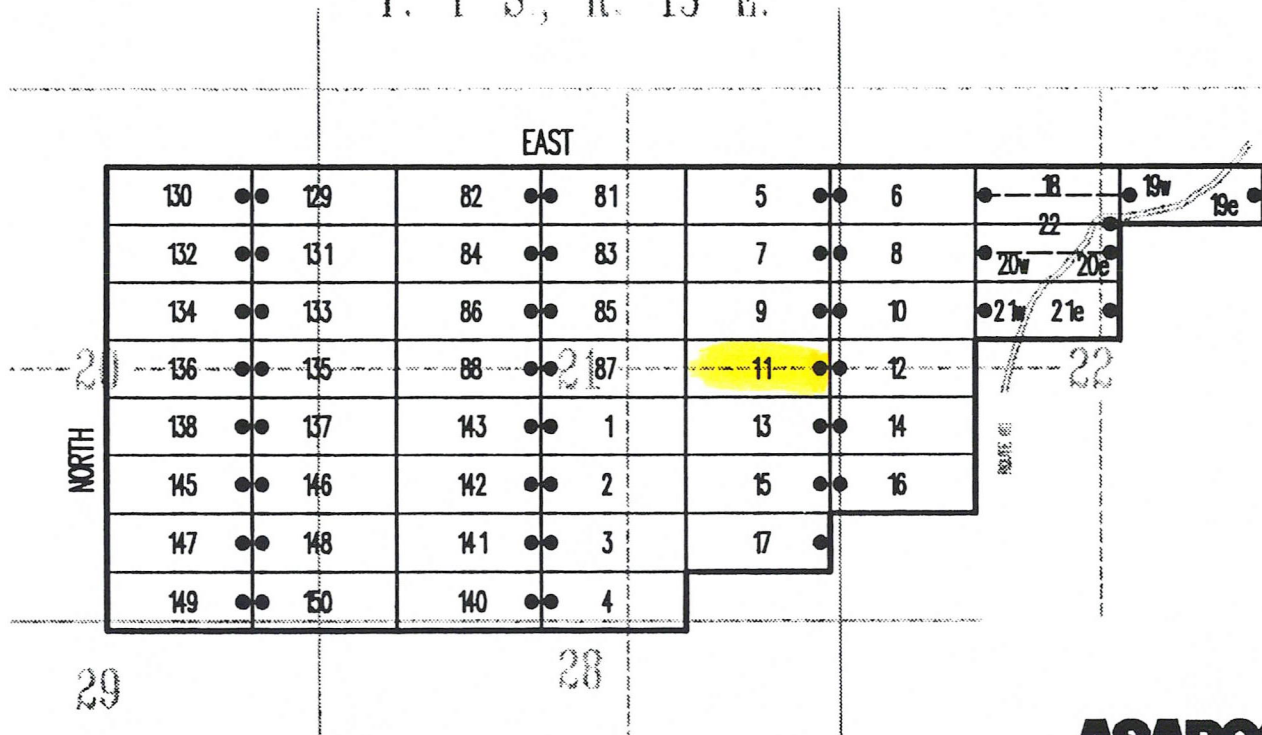 T. 1 S., R. 15 E.
EAST
130 129 82 81 5 6 18 19w
19e
22
132 131 84 83 7 8 20w 20e
134 133 86 85 9 10 21w 21e
20 136 135 88 21 87 11 12 22
138 137 143 1 13 14
NORTH
145 146 142 2 15 16
147 148 141 3 17
149 150 140 4
29 28